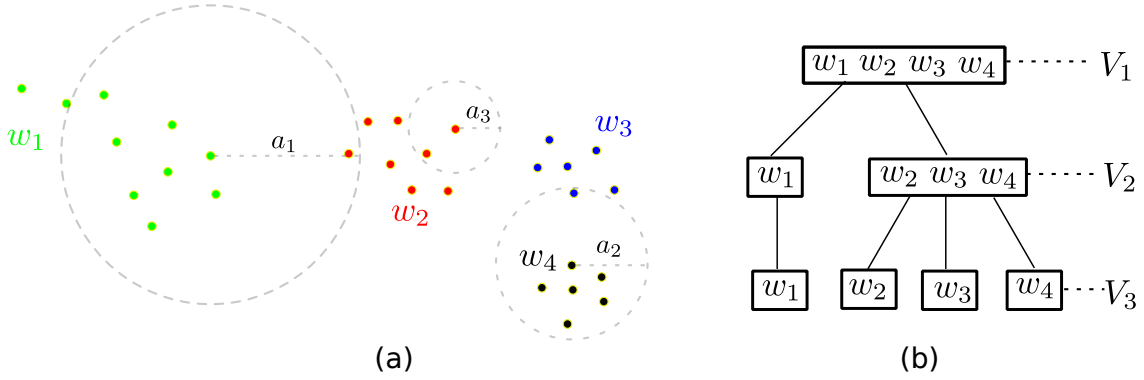 w₁
a₁
a₃
w₂
w₃
w₄
a₂
(a)
w₁ w₂ w₃ w₄
V₁
w₁
w₂ w₃ w₄
V₂
w₁
w₂
w₃
w₄
V₃
(b)